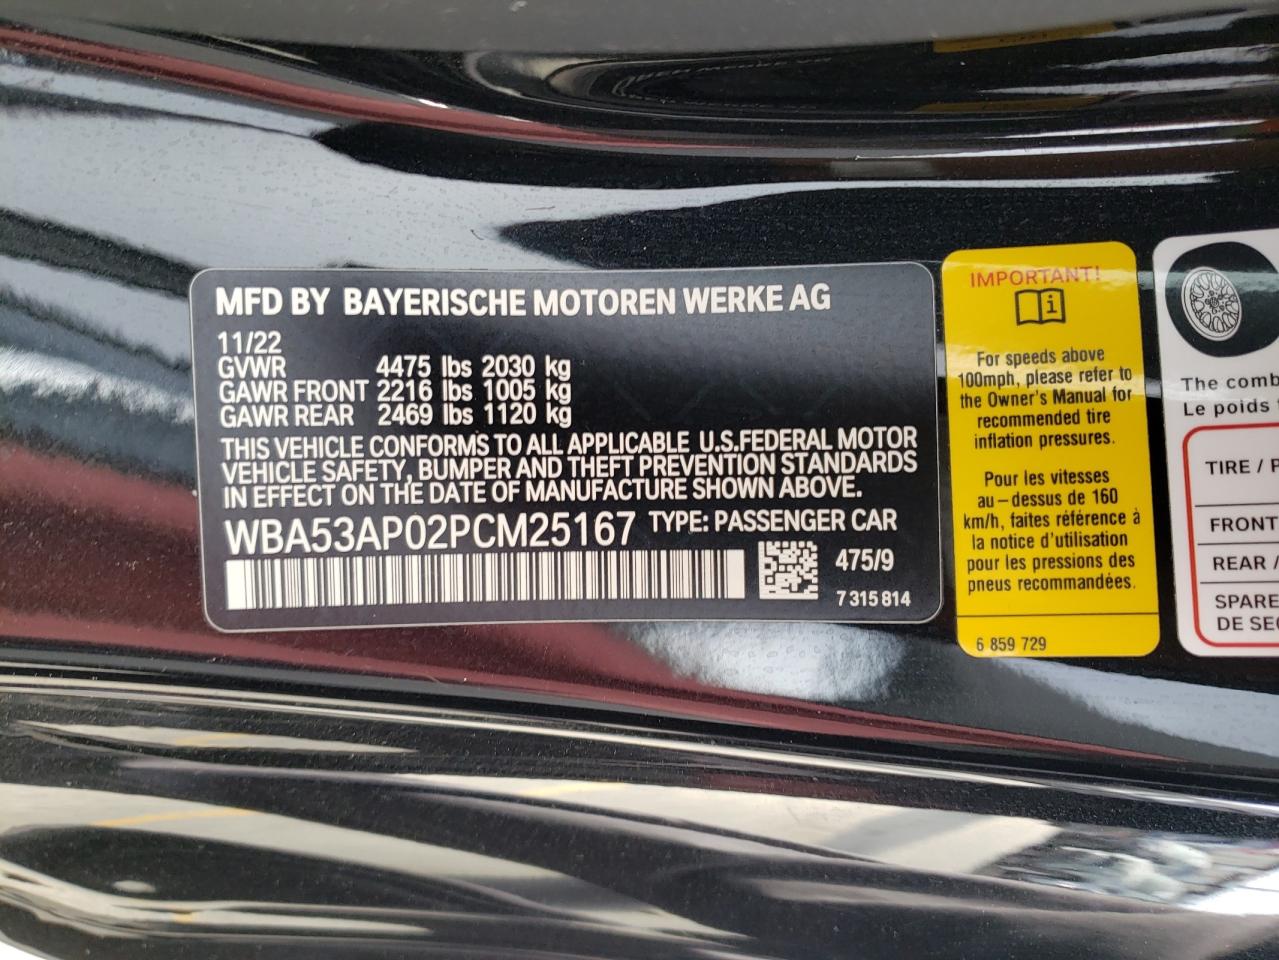 MFD BY BAYERISCHE MOTOREN WERKE AG
11/22
GVWR 4475 lbs 2030 kg
GAWR FRONT 2216 lbs 1005 kg
GAWR REAR 2469 lbs 1120 kg
THIS VEHICLE CONFORMS TO ALL APPLICABLE U.S.FEDERAL MOTOR
VEHICLE SAFETY, BUMPER AND THEFT PREVENTION STANDARDS
IN EFFECT ON THE DATE OF MANUFACTURE SHOWN ABOVE.
WBA53AP02PCM25167 TYPE: PASSENGER CAR
475/9
7 315 814
IMPORTANT!
For speeds above
100mph, please refer to
the Owner's Manual for
recommended tire
inflation pressures.
Pour les vitesses
au-dessus de 160
km/h, faites référence à
la notice d'utilisation
pour les pressions des
pneus recommandées.
6 859 729
The comb
Le poids
TIRE / P
FRONT
REAR /
SPARE
DE SEC